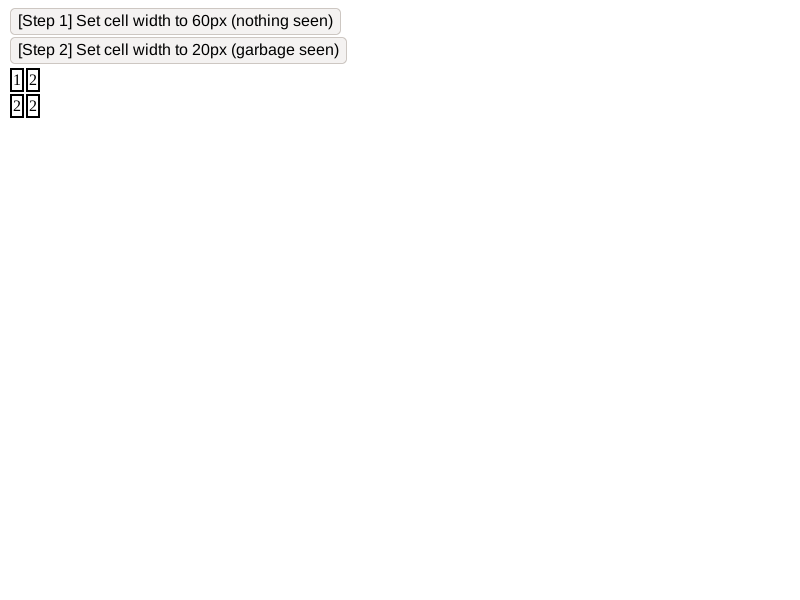 [Step 1] Set cell width to 60px (nothing seen)
[Step 2] Set cell width to 20px (garbage seen)
1 2
2 2